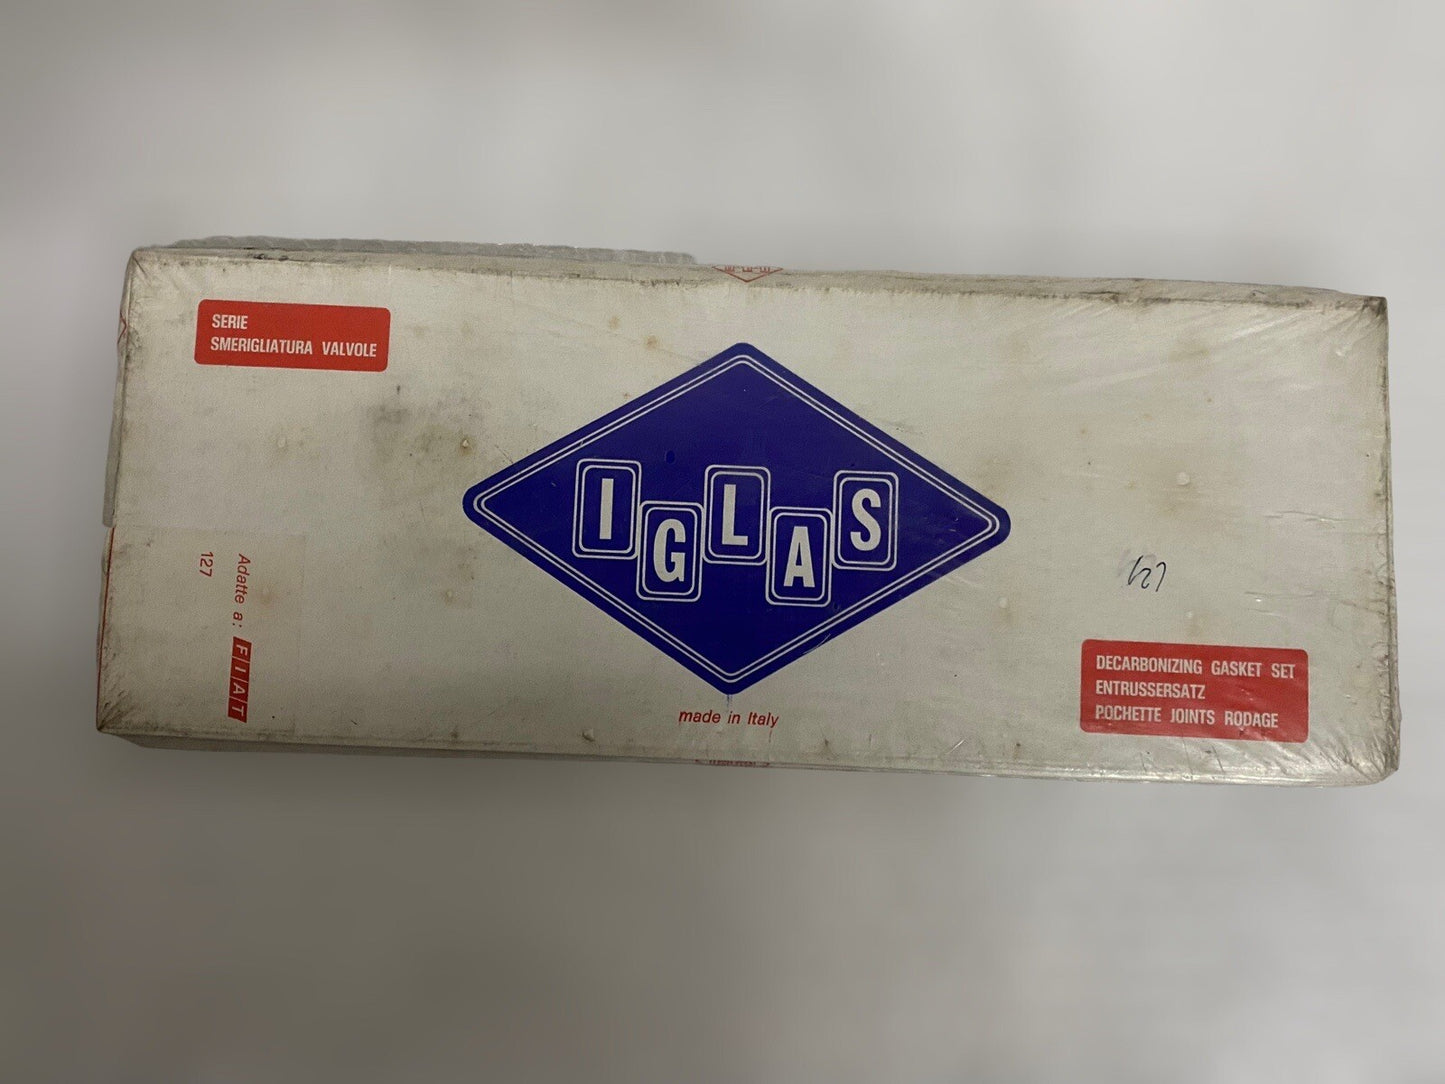 SERIE
SMERIGLIATURA VALVOLE
IGLAS
made in Italy
Adatte a: FIAT
127
127
DECARBONIZING GASKET SET
ENTRUSSERSATZ
POCHETTE JOINTS RODAGE